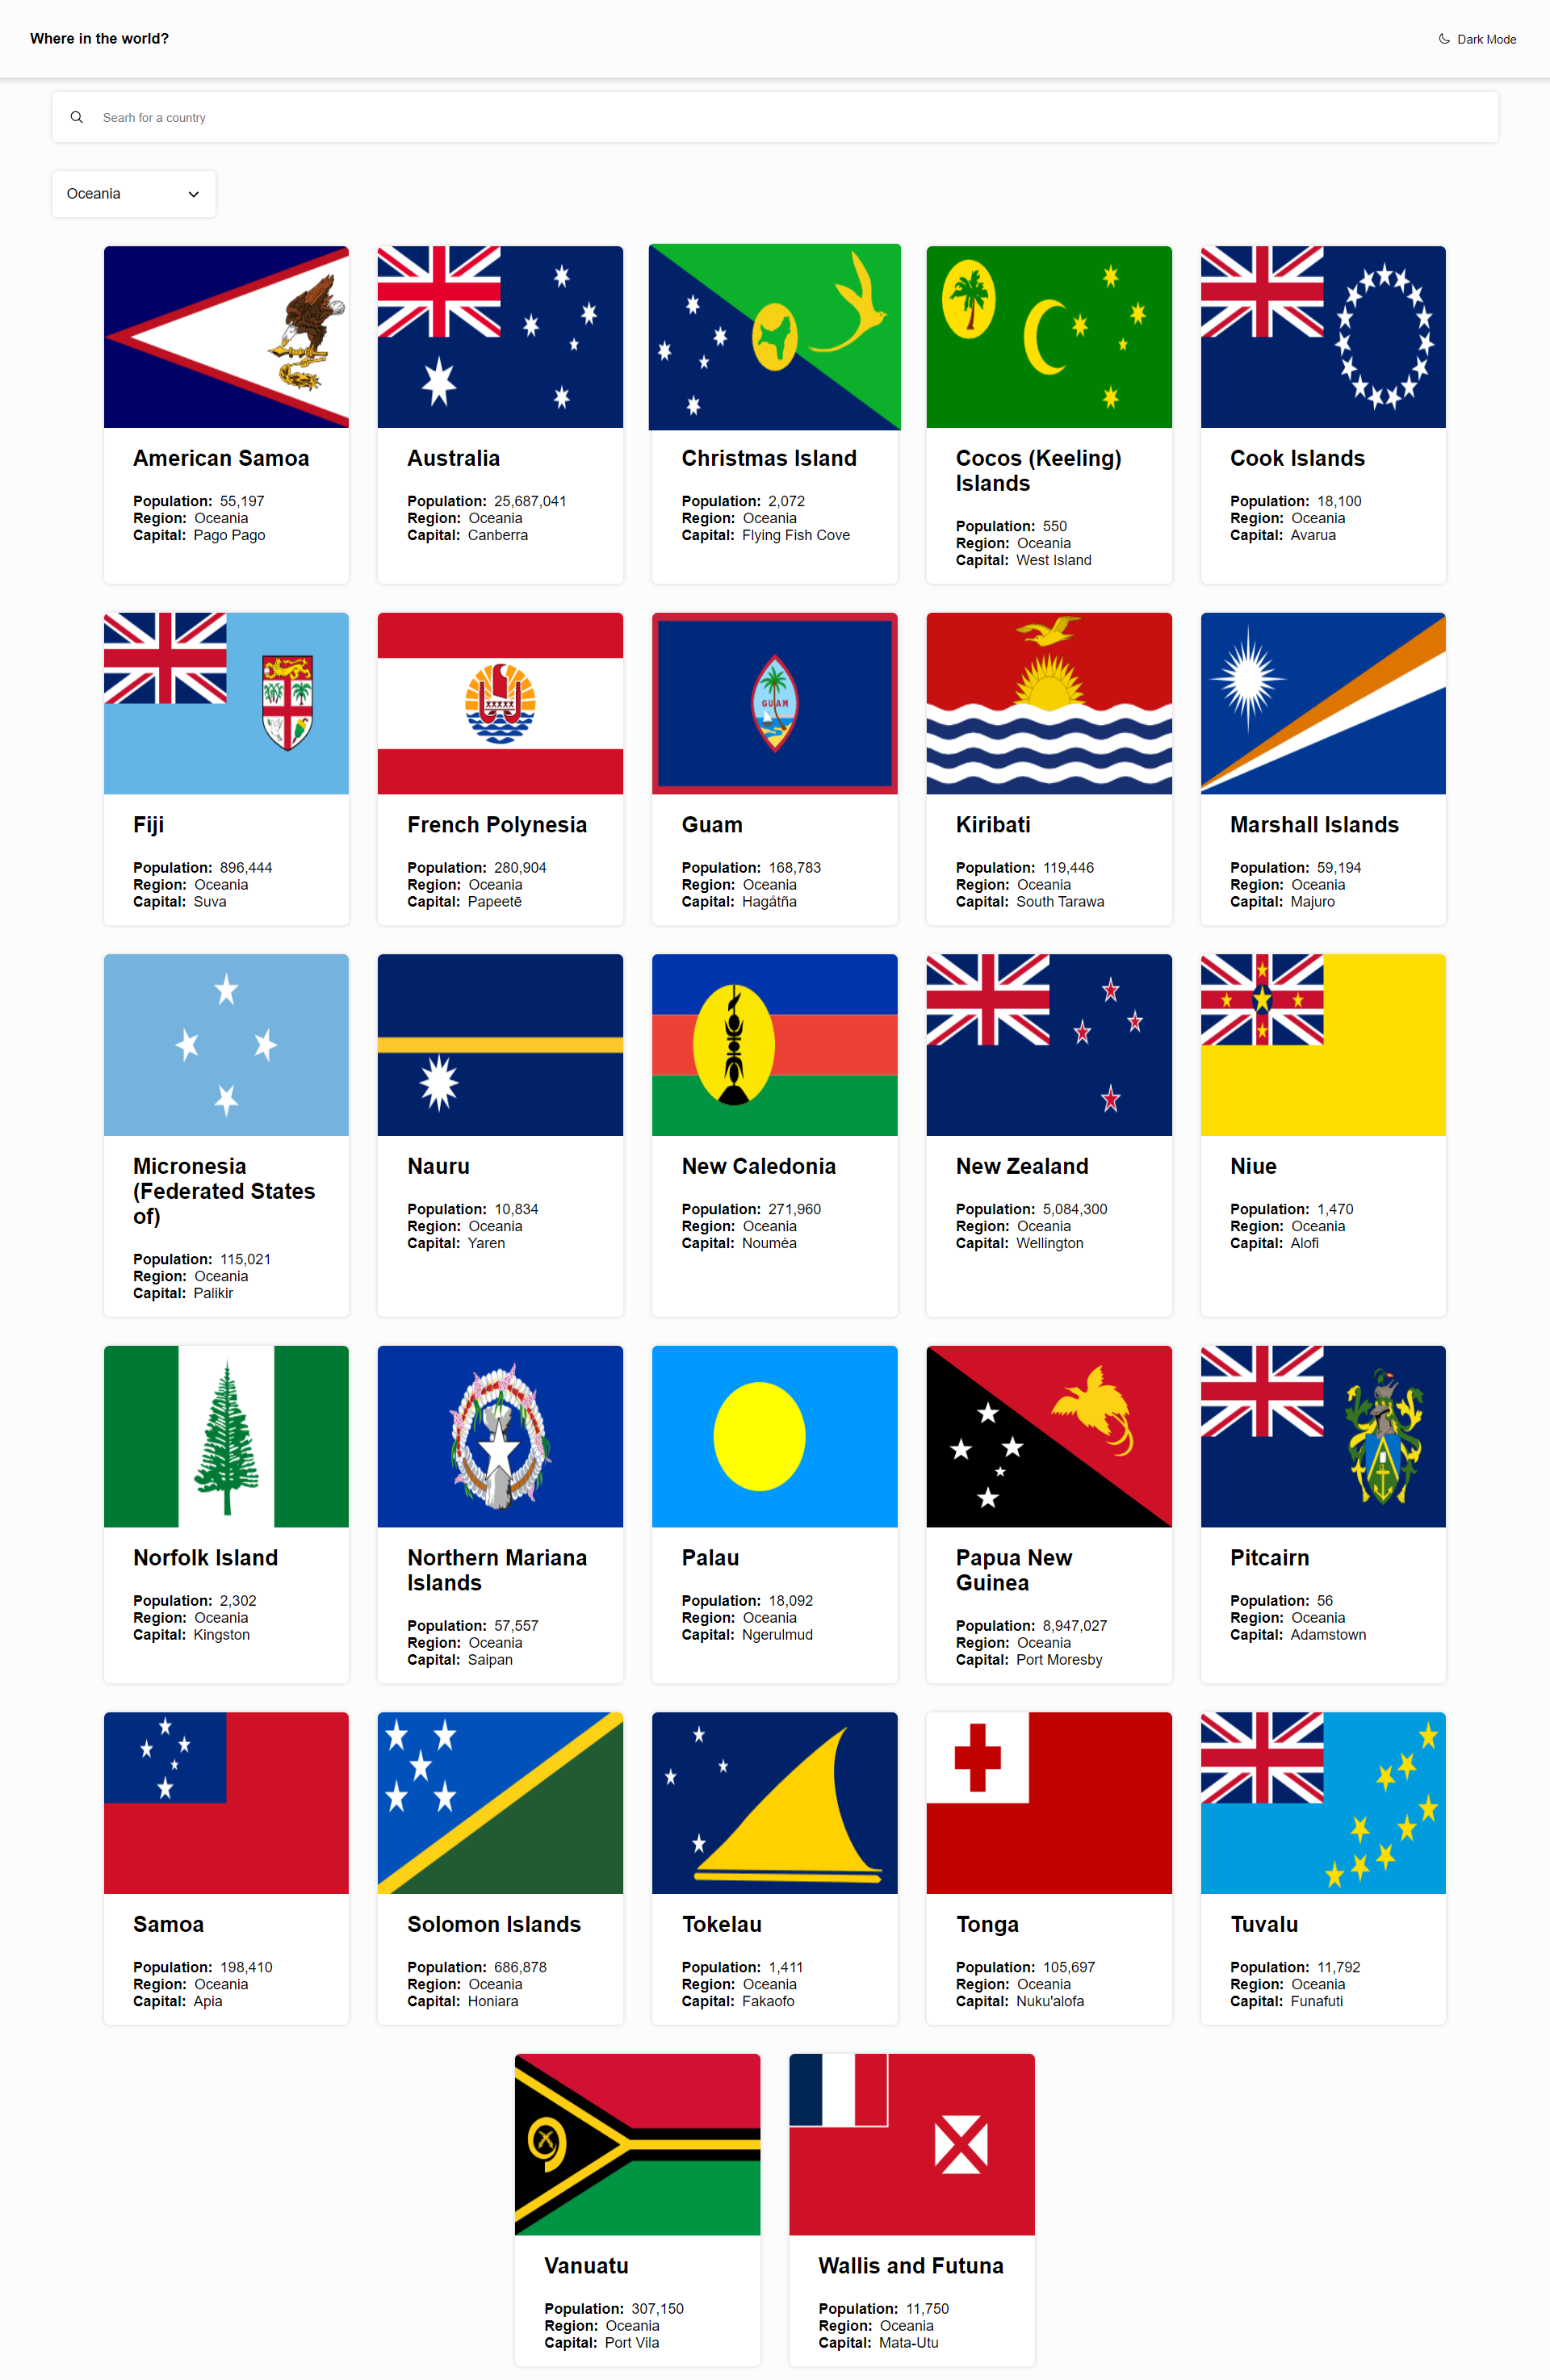 Where in the world?
Dark Mode
Searh for a country
Oceania
American Samoa
Population: 55,197
Region: Oceania
Capital: Pago Pago
Australia
Population: 25,687,041
Region: Oceania
Capital: Canberra
Christmas Island
Population: 2,072
Region: Oceania
Capital: Flying Fish Cove
Cocos (Keeling)
Islands
Population: 550
Region: Oceania
Capital: West Island
Cook Islands
Population: 18,100
Region: Oceania
Capital: Avarua
Fiji
Population: 896,444
Region: Oceania
Capital: Suva
French Polynesia
Population: 280,904
Region: Oceania
Capital: Papeetē
GUAM
Guam
Population: 168,783
Region: Oceania
Capital: Hagåtña
Kiribati
Population: 119,446
Region: Oceania
Capital: South Tarawa
Marshall Islands
Population: 59,194
Region: Oceania
Capital: Majuro
Micronesia
(Federated States
of)
Population: 115,021
Region: Oceania
Capital: Palikir
Nauru
Population: 10,834
Region: Oceania
Capital: Yaren
New Caledonia
Population: 271,960
Region: Oceania
Capital: Nouméa
New Zealand
Population: 5,084,300
Region: Oceania
Capital: Wellington
Niue
Population: 1,470
Region: Oceania
Capital: Alofi
Norfolk Island
Population: 2,302
Region: Oceania
Capital: Kingston
Northern Mariana
Islands
Population: 57,557
Region: Oceania
Capital: Saipan
Palau
Population: 18,092
Region: Oceania
Capital: Ngerulmud
Papua New
Guinea
Population: 8,947,027
Region: Oceania
Capital: Port Moresby
Pitcairn
Population: 56
Region: Oceania
Capital: Adamstown
Samoa
Population: 198,410
Region: Oceania
Capital: Apia
Solomon Islands
Population: 686,878
Region: Oceania
Capital: Honiara
Tokelau
Population: 1,411
Region: Oceania
Capital: Fakaofo
Tonga
Population: 105,697
Region: Oceania
Capital: Nuku'alofa
Tuvalu
Population: 11,792
Region: Oceania
Capital: Funafuti
Vanuatu
Population: 307,150
Region: Oceania
Capital: Port Vila
Wallis and Futuna
Population: 11,750
Region: Oceania
Capital: Mata-Utu